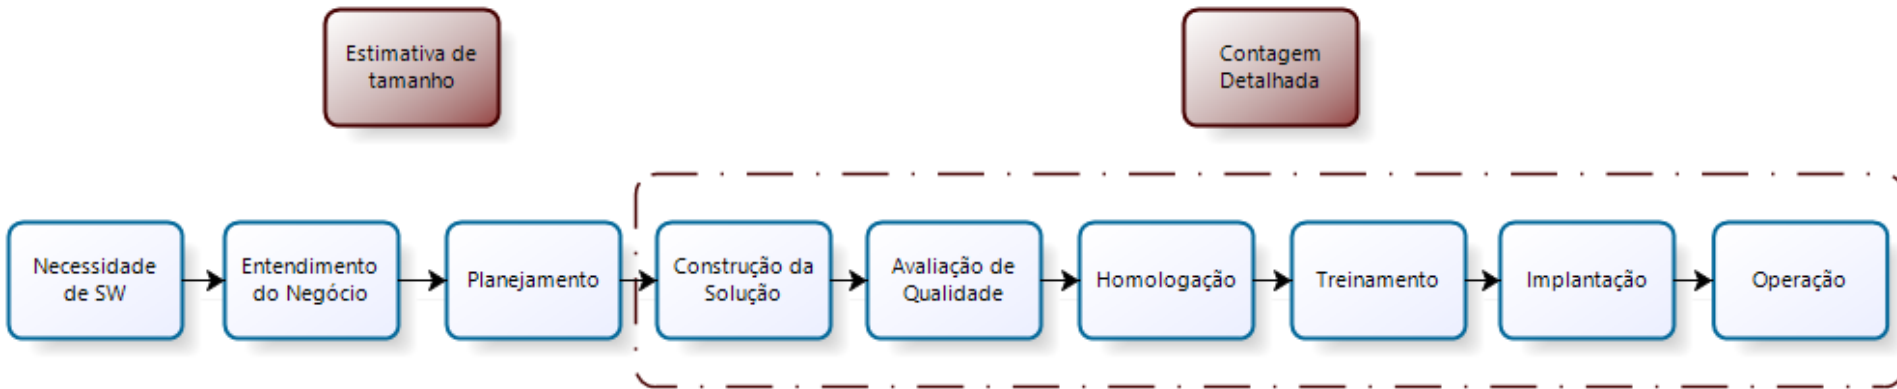 Estimativa de
tamanho
Contagem
Detalhada
Necessidade
de SW
Entendimento
do Negócio
Planejamento
Construção da
Solução
Avaliação de
Qualidade
Homologação
Treinamento
Implantação
Operação